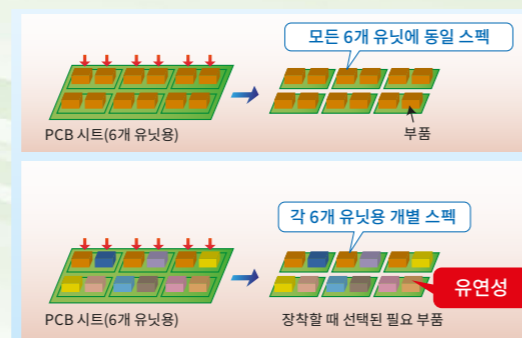 모든 6개 유닛에 동일 스펙
PCB 시트(6개 유닛용)
부품
각 6개 유닛용 개별 스펙
유연성
PCB 시트(6개 유닛용)
장착할 때 선택된 필요 부품